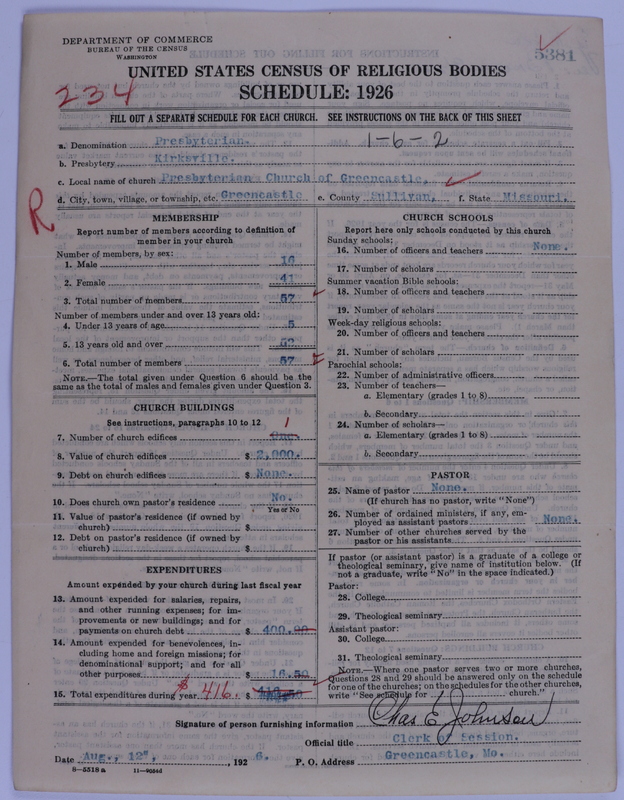 DEPARTMENT OF COMMERCE
BUREAU OF THE CENSUS
WASHINGTON
5381
UNITED STATES CENSUS OF RELIGIOUS BODIES
234
SCHEDULE: 1926
FILL OUT A SEPARATE SCHEDULE FOR EACH CHURCH. SEE INSTRUCTIONS ON THE BACK OF THIS SHEET
1-6-2
a. Denomination Presbyterian.
b. Presbytery Kirksville.
c. Local name of church Presbyterian Church of Greencastle,
d. City, town, village, or township, etc. Greencastle e. County Sullivan, f. State Missouri.
R
MEMBERSHIP
Report number of members according to definition of
member in your church
Number of members, by sex:
1. Male 16
2. Female 41
3. Total number of members 57
Number of members under and over 13 years old:
4. Under 13 years of age 5
5. 13 years old and over 52
6. Total number of members 57
NOTE.—The total given under Question 6 should be the
same as the total of males and females given under Question 3.
CHURCH BUILDINGS
See instructions, paragraphs 10 to 12
1
7. Number of church edifices One.
8. Value of church edifices $ 2,000.
9. Debt on church edifices $ None.
10. Does church own pastor's residence No.
Yes or No
11. Value of pastor's residence (if owned by
church) $
12. Debt on pastor's residence (if owned by
church) $
EXPENDITURES
Amount expended by your church during last fiscal year
13. Amount expended for salaries, repairs,
and other running expenses; for im-
provements or new buildings; and for
payments on church debt $ 400.00
14. Amount expended for benevolences, in-
cluding home and foreign missions; for
denominational support; and for all
other purposes $ 16.50
15. Total expenditures during year $ 416.
CHURCH SCHOOLS
Report here only schools conducted by this church
Sunday schools:
16. Number of officers and teachers None.
17. Number of scholars
Summer vacation Bible schools:
18. Number of officers and teachers
19. Number of scholars
Week-day religious schools:
20. Number of officers and teachers
21. Number of scholars
Parochial schools:
22. Number of administrative officers
23. Number of teachers—
a. Elementary (grades 1 to 8)
b. Secondary
24. Number of scholars—
a. Elementary (grades 1 to 8)
b. Secondary
PASTOR
25. Name of pastor None.
(If church has no pastor, write "None")
26. Number of ordained ministers, if any, em-
ployed as assistant pastors None.
27. Number of other churches served by the
pastor or his assistants
If pastor (or assistant pastor) is a graduate of a college or
theological seminary, give name of institution below. (If
not a graduate, write "No" in the space indicated.)
Pastor:
28. College
29. Theological seminary
Assistant pastor:
30. College
31. Theological seminary
NOTE.—Where one pastor serves two or more churches,
Questions 28 and 29 should be answered only on the schedule
for one of the churches; on the schedules for the other churches,
write "See schedule for church."
Signature of person furnishing information Chas E Johnson
Official title Clerk of Session.
Date Aug., 12", 1926. P. O. Address Greencastle, Mo.
8-5518 a 11-9056d